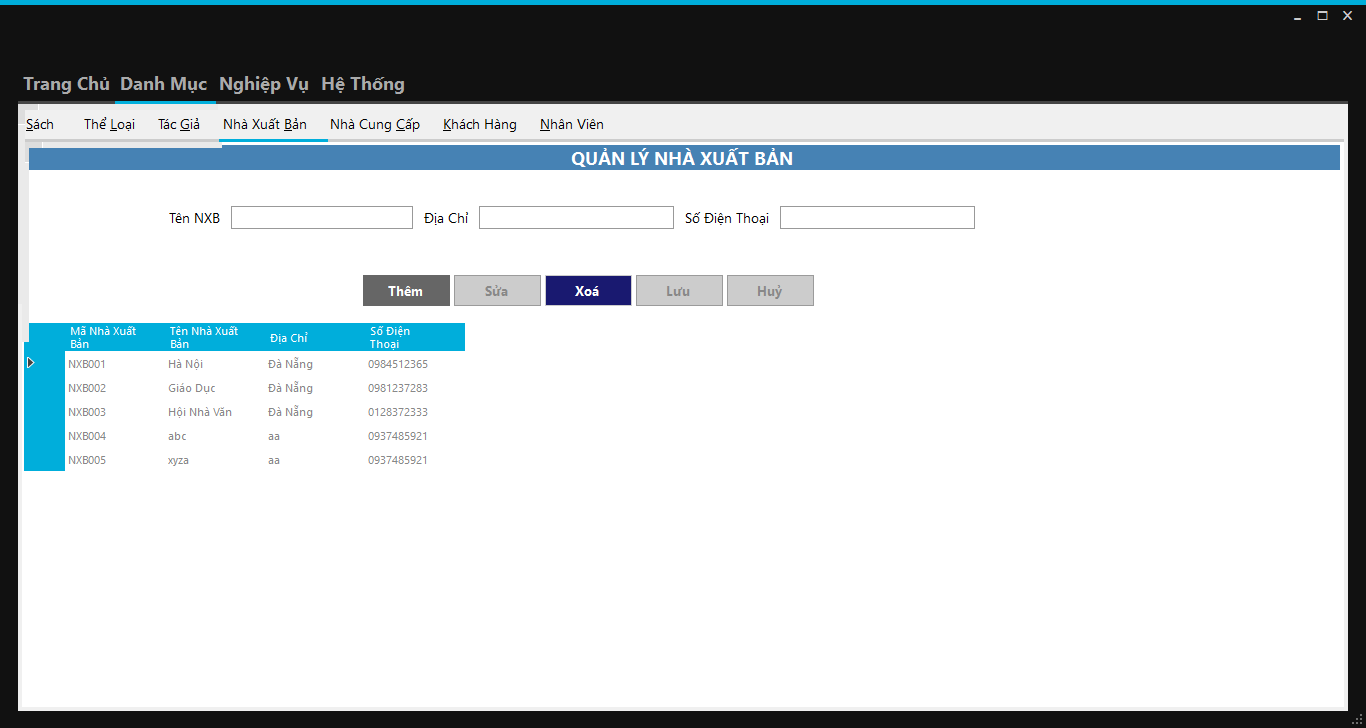 Trang Chủ Danh Mục Nghiệp Vụ Hệ Thống
Sách Thể Loại Tác Giả Nhà Xuất Bản Nhà Cung Cấp Khách Hàng Nhân Viên
QUẢN LÝ NHÀ XUẤT BẢN
Tên NXB Địa Chỉ Số Điện Thoại
Thêm Sửa Xoá Lưu Huỷ
Mã Nhà Xuất Bản Tên Nhà Xuất Bản Địa Chỉ Số Điện Thoại
NXB001 Hà Nội Đà Nẵng 0984512365
NXB002 Giáo Dục Đà Nẵng 0981237283
NXB003 Hội Nhà Văn Đà Nẵng 0128372333
NXB004 abc aa 0937485921
NXB005 xyza aa 0937485921